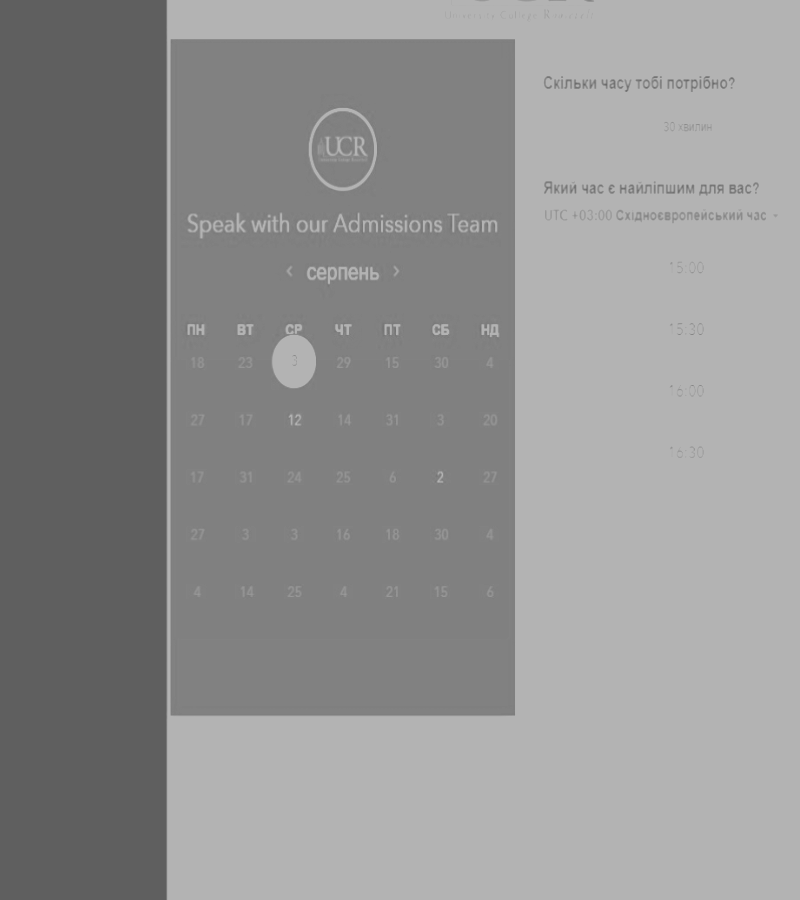 University College Roosevelt
UCR
Speak with our Admissions Team
‹ серпень ›
ПН ВТ СР ЧТ ПТ СБ НД
18 23 3 29 15 30 4
27 17 12 14 31 3 20
17 31 24 25 6 2 27
27 3 3 16 18 30 4
4 14 25 4 21 15 6
Скільки часу тобі потрібно?
30 хвилин
Який час є найліпшим для вас?
UTC +03:00 Східноєвропейський час
15:00
15:30
16:00
16:30